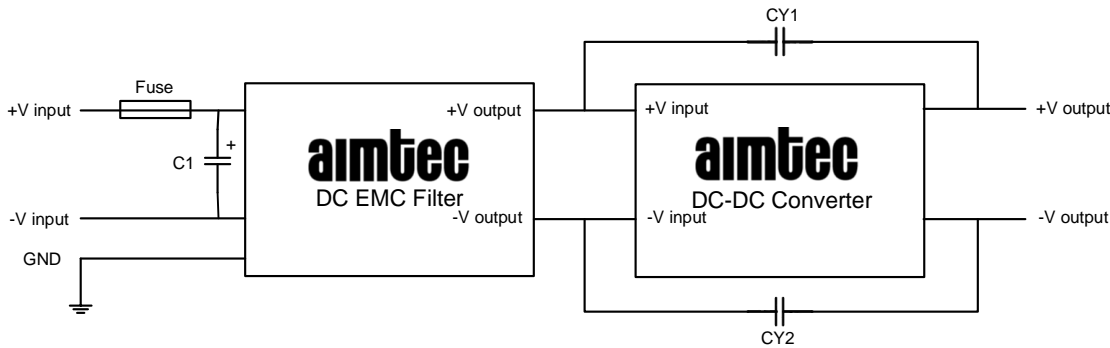 CY1
Fuse
+V input
+V output
+V input
+V output
aimtec
aimtec
C1
+
DC EMC Filter
DC-DC Converter
-V input
-V output
-V input
-V output
GND
CY2